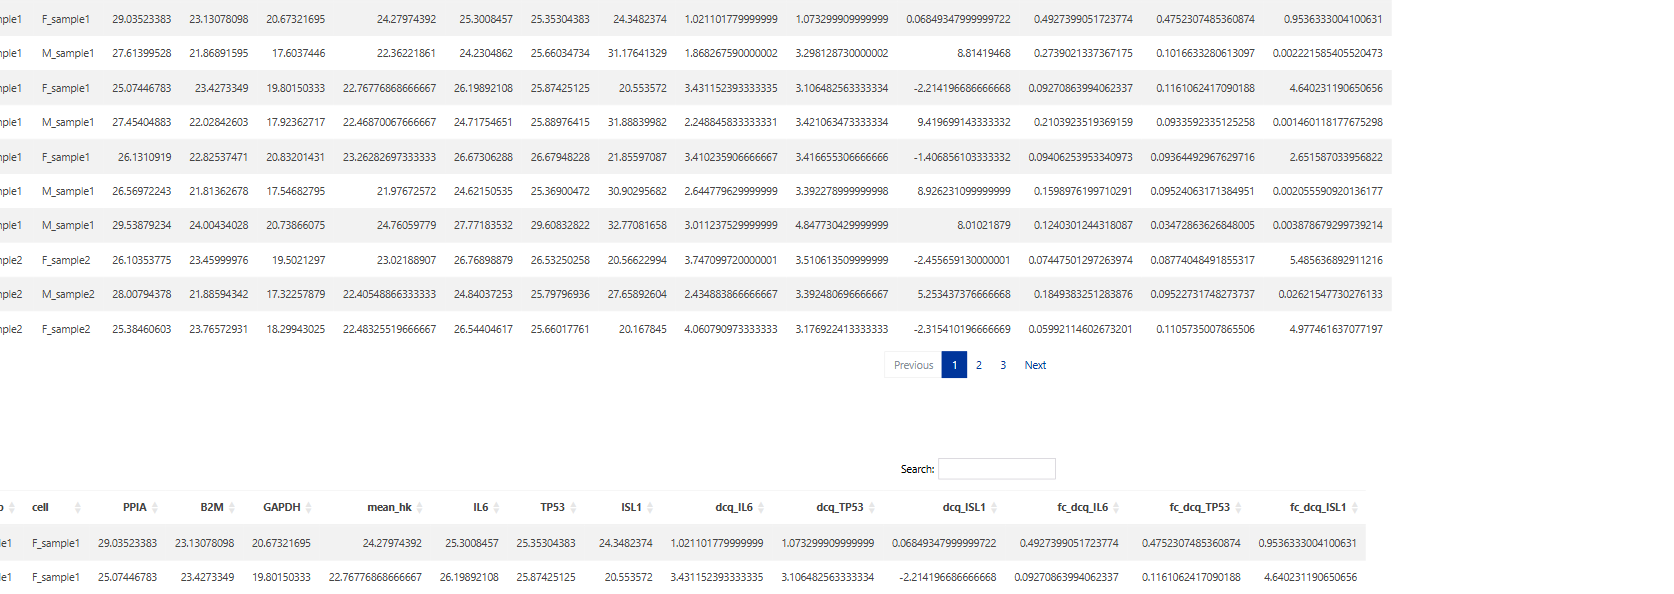 mple1 F_sample1 29.03523383 23.13078098 20.67321695 24.27974392 25.3008457 25.35304383 24.3482374 1.021101779999999 1.073299909999999 0.06849347999999722 0.4927399051723774 0.4752307485360874 0.9536333004100631
mple1 M_sample1 27.61399528 21.86891595 17.6037446 22.36221861 24.2304862 25.66034734 31.17641329 1.868267590000002 3.298128730000002 8.81419468 0.2739021337367175 0.1016633280613097 0.002221585405520473
mple1 F_sample1 25.07446783 23.4273349 19.80150333 22.76776868666667 26.19892108 25.87425125 20.553572 3.431152393333335 3.106482563333334 -2.214196686666668 0.09270863994062337 0.1161062417090188 4.640231190650656
mple1 M_sample1 27.45404883 22.02842603 17.92362717 22.46870067666667 24.71754651 25.88976415 31.88839982 2.248845833333331 3.421063473333334 9.419699143333332 0.2103923519369159 0.0933592335125258 0.001460118177675298
mple1 F_sample1 26.1310919 22.82537471 20.83201431 23.26282697333333 26.67306288 26.67948228 21.85597087 3.410235906666667 3.416655306666666 -1.406856103333332 0.09406253953340973 0.09364492967629716 2.651587033956822
mple1 M_sample1 26.56972243 21.81362678 17.54682795 21.97672572 24.62150535 25.36900472 30.90295682 2.644779629999999 3.392278999999998 8.926231099999999 0.1598976199710291 0.09524063171384951 0.002055590920136177
mple1 M_sample1 29.53879234 24.00434028 20.73866075 24.76059779 27.77183532 29.60832822 32.77081658 3.011237529999999 4.847730429999999 8.01021879 0.1240301244318087 0.03472863626848005 0.003878679299739214
mple2 F_sample2 26.10353775 23.45999976 19.5021297 23.02188907 26.76898879 26.53250258 20.56622994 3.747099720000001 3.510613509999999 -2.455659130000001 0.07447501297263974 0.08774048491855317 5.485636892911216
mple2 M_sample2 28.00794378 21.88594342 17.32257879 22.40548866333333 24.84037253 25.79796936 27.65892604 2.434883866666667 3.392480696666667 5.253437376666668 0.1849383251283876 0.09522731748273737 0.02621547730276133
mple2 F_sample2 25.38460603 23.76572931 18.29943025 22.48325519666667 26.54404617 25.66017761 20.167845 4.060790973333333 3.176922413333333 -2.315410196666669 0.05992114602673201 0.1105735007865506 4.977461637077197
Previous 1 2 3 Next
Search:
cell PPIA B2M GAPDH mean_hk IL6 TP53 ISL1 dcq_IL6 dcq_TP53 dcq_ISL1 fc_dcq_IL6 fc_dcq_TP53 fc_dcq_ISL1
le1 F_sample1 29.03523383 23.13078098 20.67321695 24.27974392 25.3008457 25.35304383 24.3482374 1.021101779999999 1.073299909999999 0.06849347999999722 0.4927399051723774 0.4752307485360874 0.9536333004100631
le1 F_sample1 25.07446783 23.4273349 19.80150333 22.76776868666667 26.19892108 25.87425125 20.553572 3.431152393333335 3.106482563333334 -2.214196686666668 0.09270863994062337 0.1161062417090188 4.640231190650656